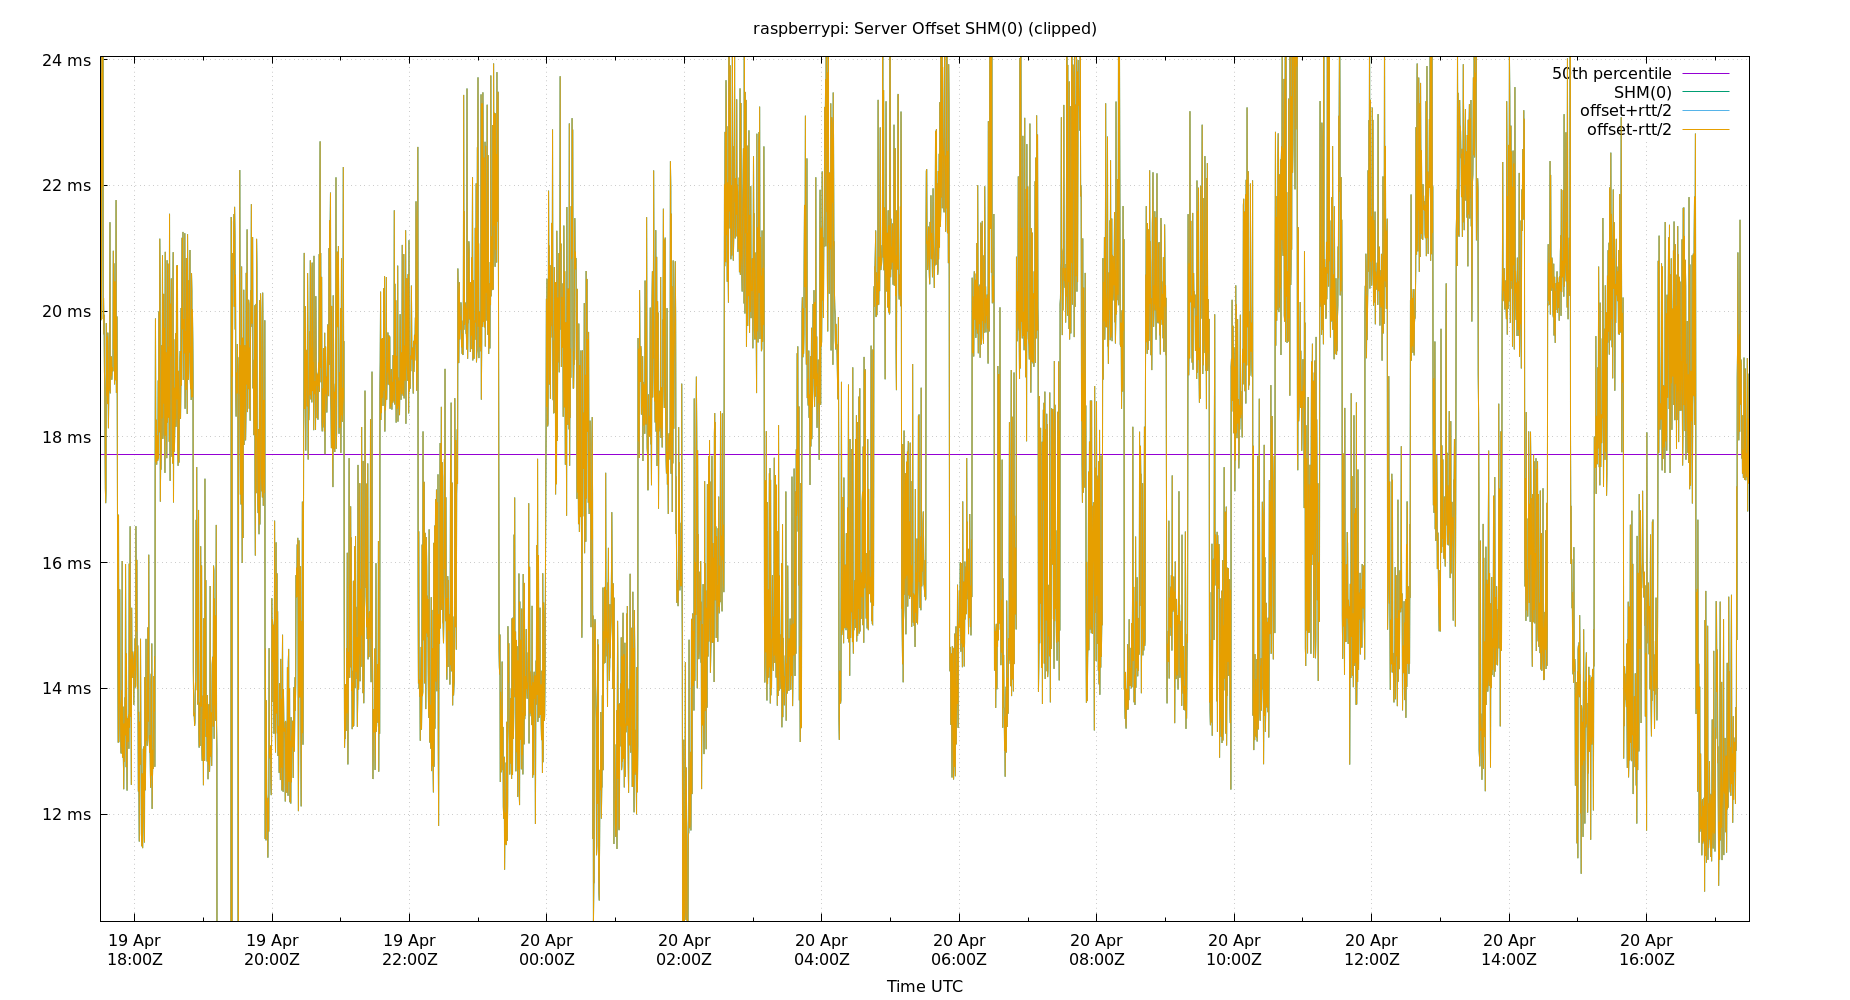 raspberrypi: Server Offset SHM(0) (clipped)
24 ms
22 ms
20 ms
18 ms
16 ms
14 ms
12 ms
50th percentile
SHM(0)
offset+rtt/2
offset-rtt/2
19 Apr
18:00Z
19 Apr
20:00Z
19 Apr
22:00Z
20 Apr
00:00Z
20 Apr
02:00Z
20 Apr
04:00Z
20 Apr
06:00Z
20 Apr
08:00Z
20 Apr
10:00Z
20 Apr
12:00Z
20 Apr
14:00Z
20 Apr
16:00Z
Time UTC